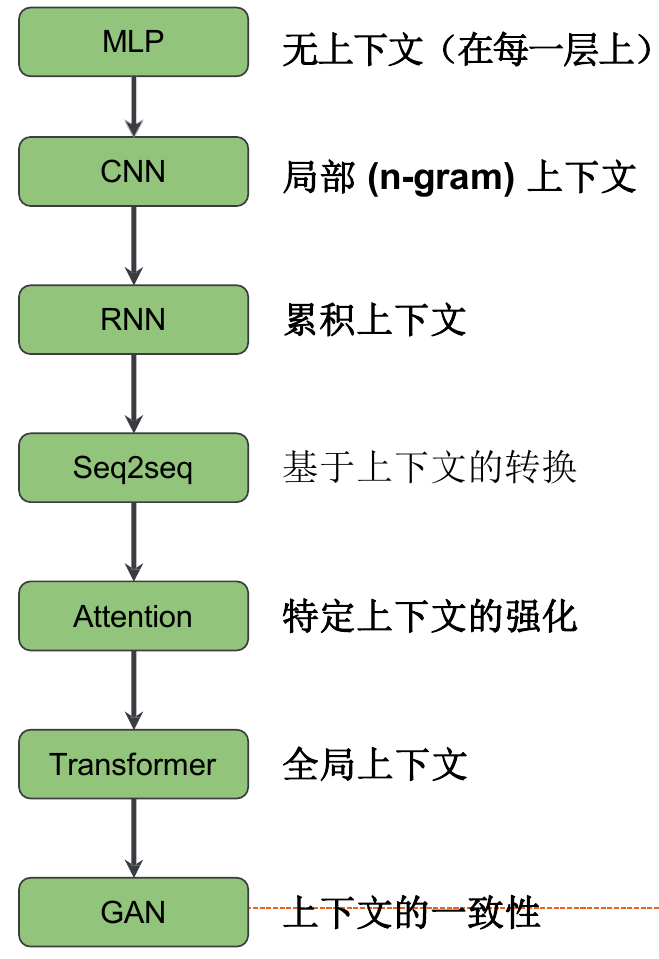 MLP
无上下文（在每一层上）
CNN
局部 (n-gram) 上下文
RNN
累积上下文
Seq2seq
基于上下文的转换
Attention
特定上下文的强化
Transformer
全局上下文
GAN
上下文的一致性